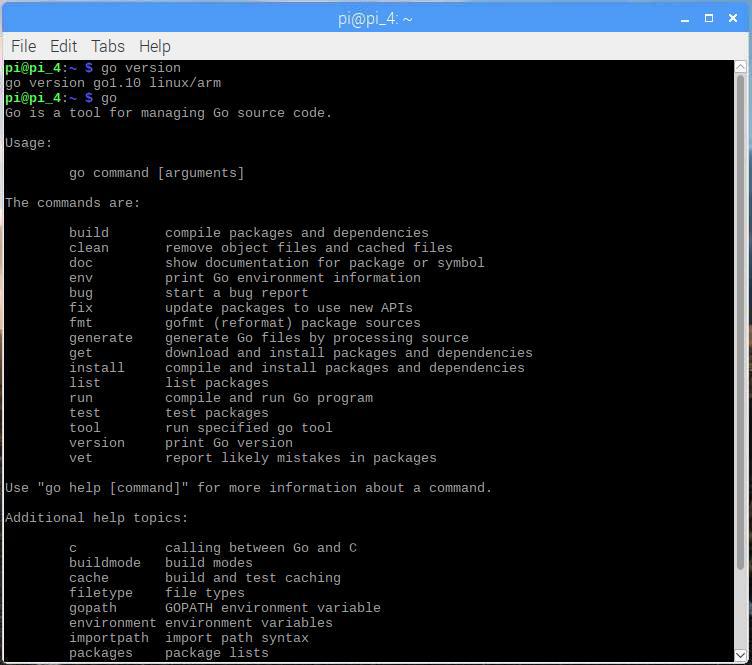 pi@pi_4: ~
File Edit Tabs Help
pi@pi_4:~ $ go version
go version go1.10 linux/arm
pi@pi_4:~ $ go
Go is a tool for managing Go source code.
Usage:
go command [arguments]
The commands are:
build compile packages and dependencies
clean remove object files and cached files
doc show documentation for package or symbol
env print Go environment information
bug start a bug report
fix update packages to use new APIs
fmt gofmt (reformat) package sources
generate generate Go files by processing source
get download and install packages and dependencies
install compile and install packages and dependencies
list list packages
run compile and run Go program
test test packages
tool run specified go tool
version print Go version
vet report likely mistakes in packages
Use "go help [command]" for more information about a command.
Additional help topics:
c calling between Go and C
buildmode build modes
cache build and test caching
filetype file types
gopath GOPATH environment variable
environment environment variables
importpath import path syntax
packages package lists